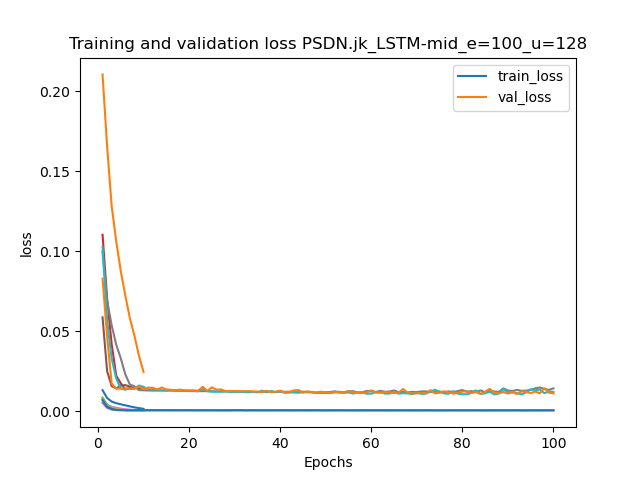 Training and validation loss PSDN.jk_LSTM-mid_e=100_u=128
train_loss
val_loss
0.20
0.15
0.10
0.05
0.00
loss
0
20
40
60
80
100
Epochs